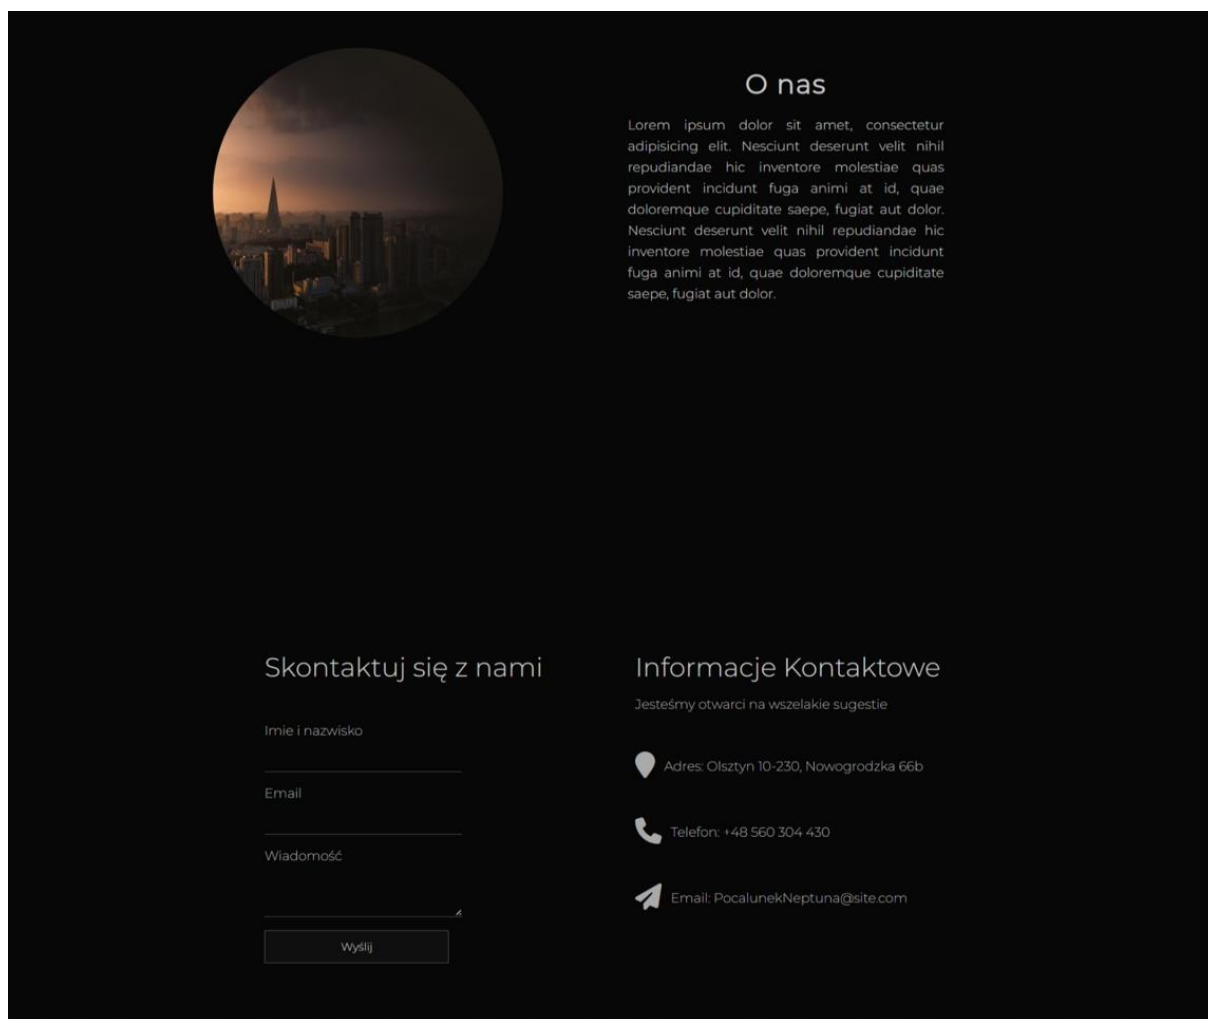 O nas
Lorem ipsum dolor sit amet, consectetur
adipisicing elit. Nesciunt deserunt velit nihil
repudiandae hic inventore molestiae quas
provident incidunt fuga animi at id, quae
doloremque cupiditate saepe, fugiat aut dolor.
Nesciunt deserunt velit nihil repudiandae hic
inventore molestiae quas provident incidunt
fuga animi at id, quae doloremque cupiditate
saepe, fugiat aut dolor.
Skontaktuj się z nami
Imie i nazwisko
Email
Wiadomość
Wyślij
Informacje Kontaktowe
Jesteśmy otwarci na wszelakie sugestie
Adres: Olsztyn 10-230, Nowogrodzka 66b
Telefon: +48 560 304 430
Email: PocalunekNeptuna@site.com